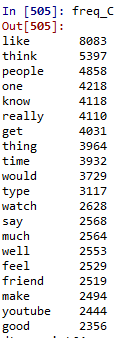 In [505]: freq_C
Out[505]:
like 8083
think 5397
people 4858
one 4218
know 4118
really 4110
get 4031
thing 3964
time 3932
would 3729
type 3117
watch 2628
say 2568
much 2564
well 2553
feel 2529
friend 2519
make 2494
youtube 2444
good 2356